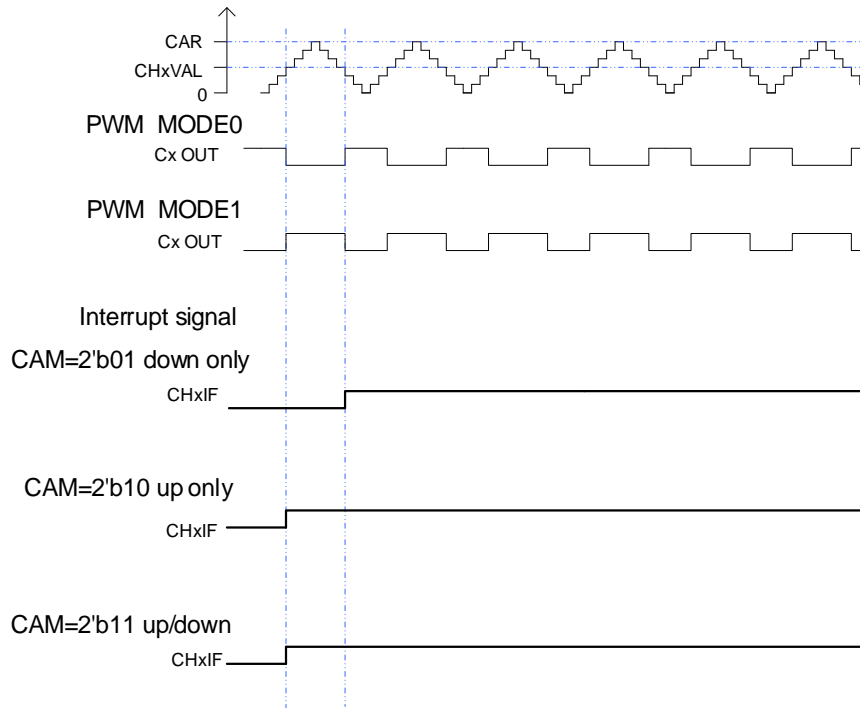 CAR
CHxVAL
0
PWM MODE0
Cx OUT
PWM MODE1
Cx OUT
Interrupt signal
CAM=2'b01 down only
CHxIF
CAM=2'b10 up only
CHxIF
CAM=2'b11 up/down
CHxIF